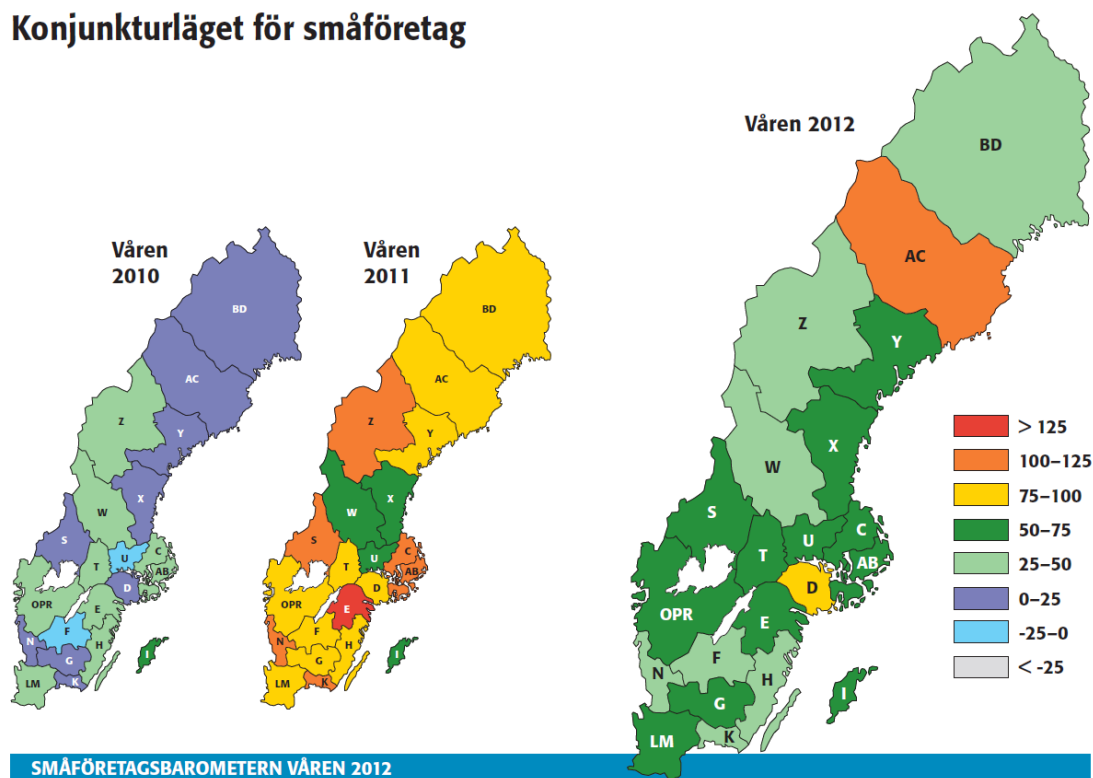 Konjunkturläget för småföretag
Våren 2012
BD
AC
Z
Y
X
W
S
U
C
AB
T
D
OPR
E
F
N
H
G
I
K
LM
Våren
2010
BD
AC
Z
Y
X
W
S
U
C
T
AB
D
OPR
E
F
N
H
G
I
K
LM
Våren
2011
BD
AC
Z
Y
X
W
S
U
C
T
AB
D
OPR
E
F
N
H
G
I
K
LM
> 125
100–125
75–100
50–75
25–50
0–25
-25–0
< -25
SMÅFÖRETAGSBAROMETERN VÅREN 2012